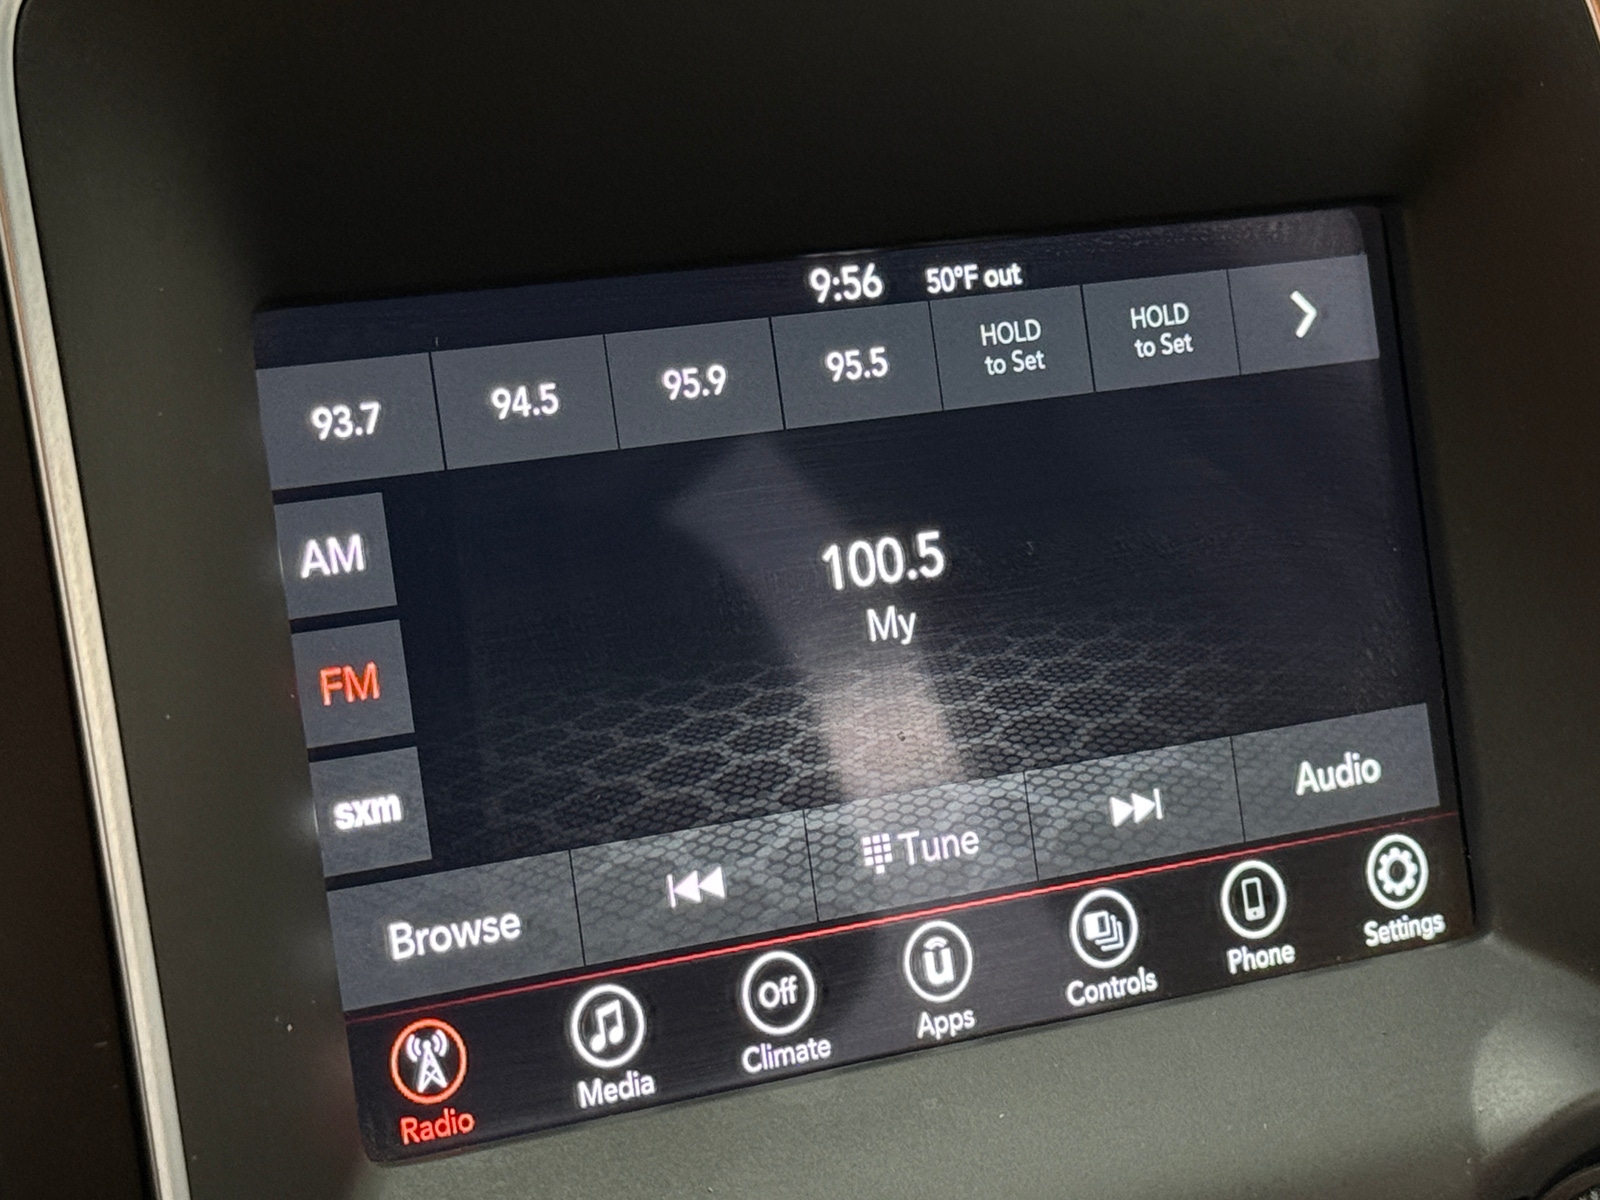 9:56 50°F out
93.7 94.5 95.9 95.5 HOLD to Set HOLD to Set
AM
100.5
My
FM
sxm
Browse Tune Audio
Radio Media Off Climate Apps Controls Phone Settings